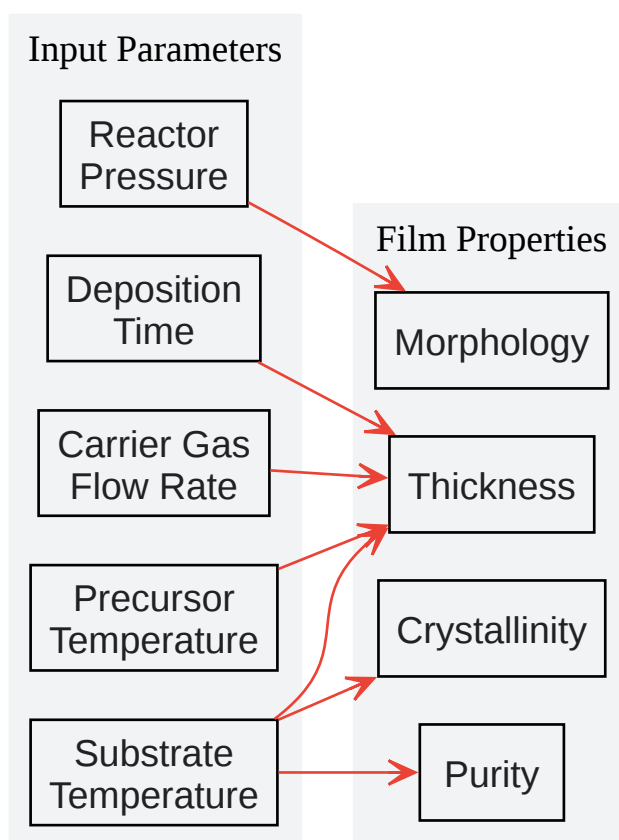 Input Parameters
Reactor
Pressure
Deposition
Time
Carrier Gas
Flow Rate
Precursor
Temperature
Substrate
Temperature
Film Properties
Morphology
Thickness
Crystallinity
Purity